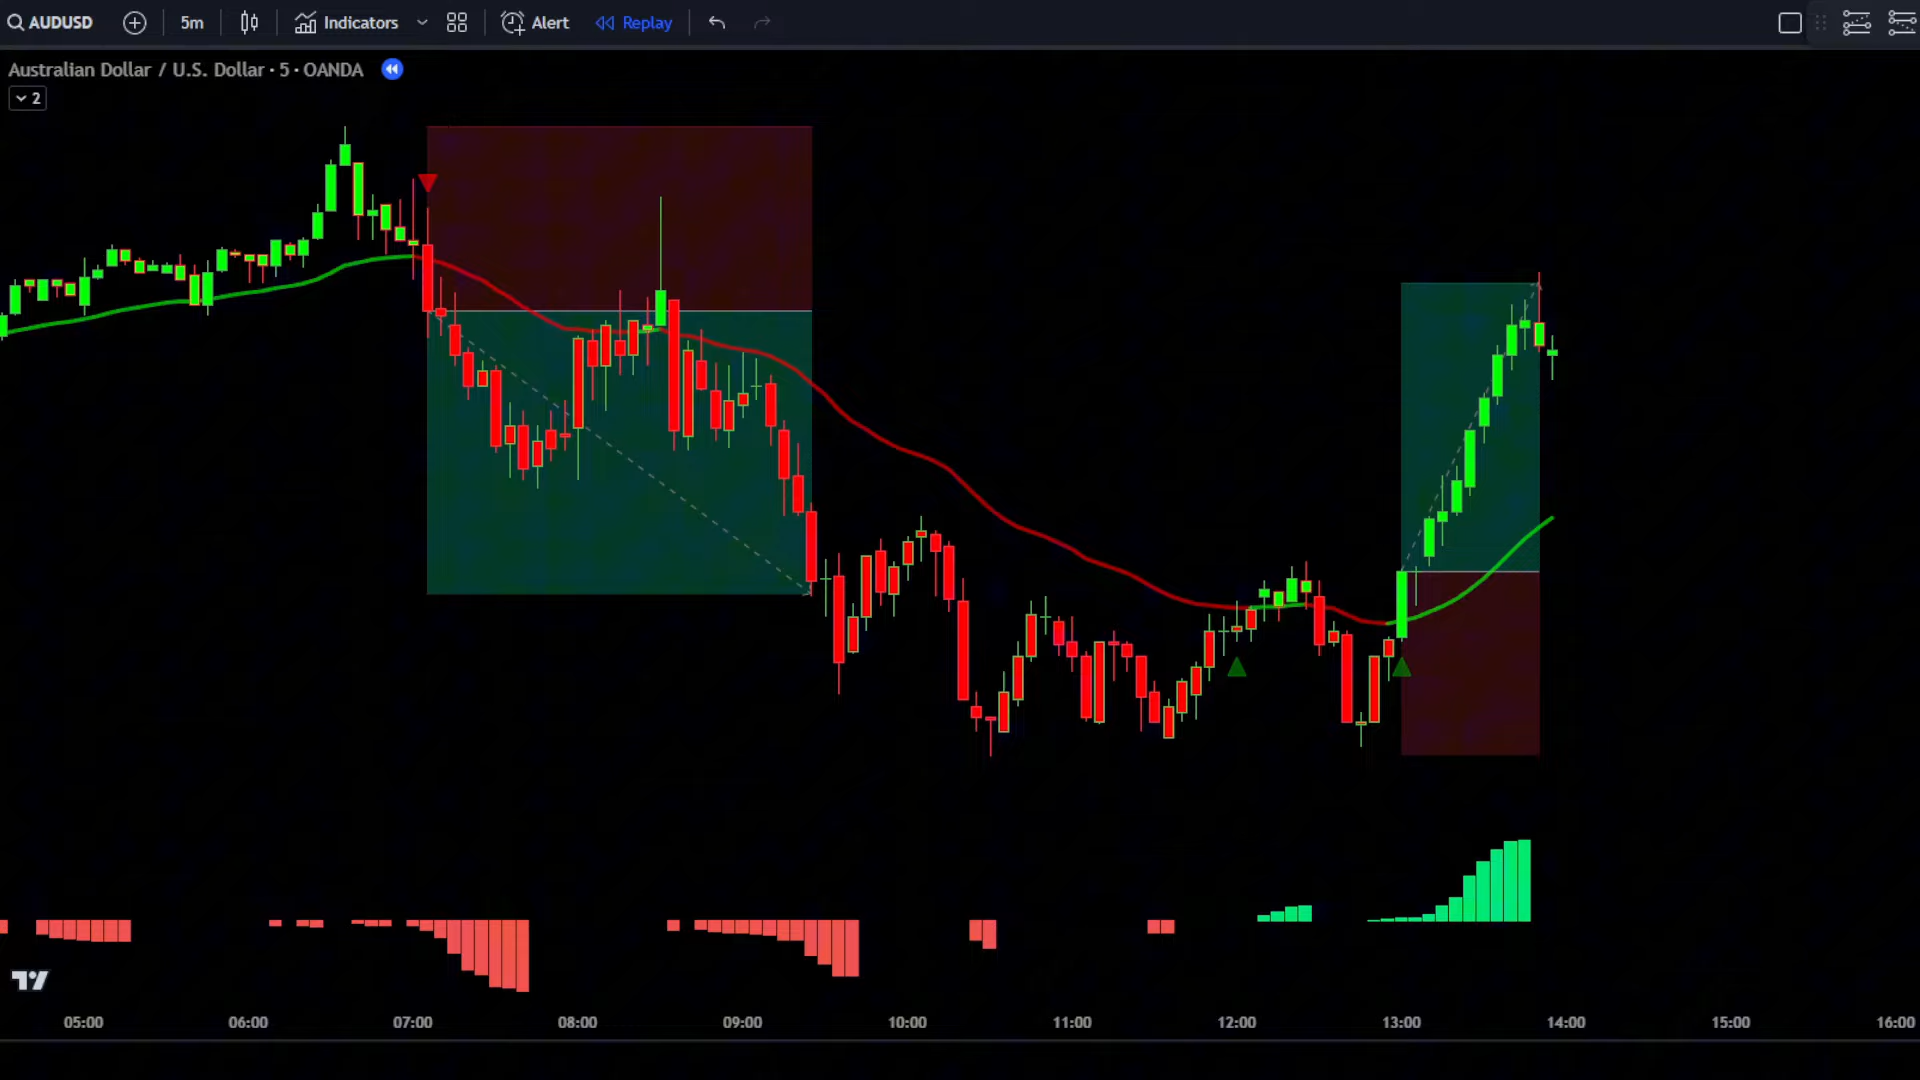 AUDUSD 5m Indicators Alert Replay
Australian Dollar / U.S. Dollar · 5 · OANDA
2
05:00 06:00 07:00 08:00 09:00 10:00 11:00 12:00 13:00 14:00 15:00 16:00